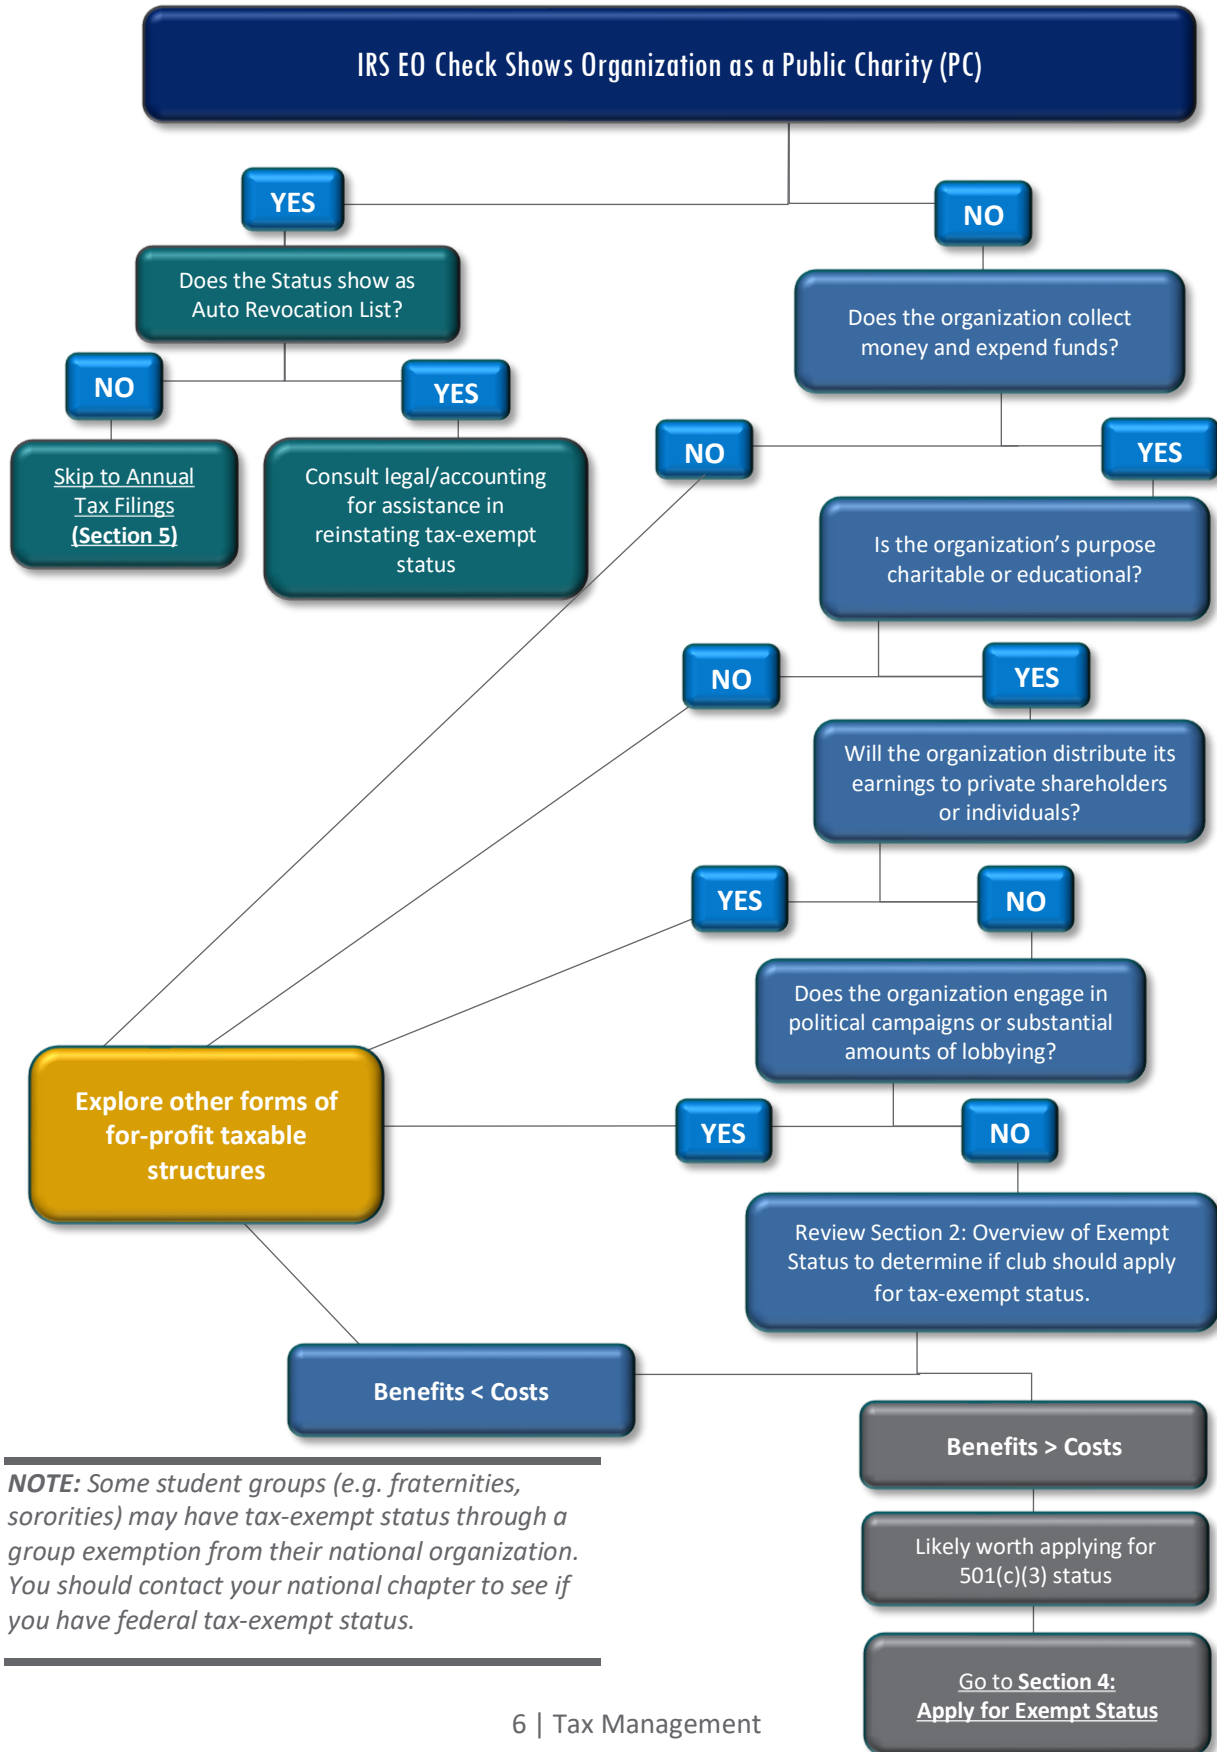 IRS EO Check Shows Organization as a Public Charity (PC)
YES
NO
Does the Status show as
Auto Revocation List?
Does the organization collect
money and expend funds?
NO
YES
NO
YES
Skip to Annual
Tax Filings
(Section 5)
Consult legal/accounting
for assistance in
reinstating tax-exempt
status
Is the organization’s purpose
charitable or educational?
NO
YES
Will the organization distribute its
earnings to private shareholders
or individuals?
YES
NO
Does the organization engage in
political campaigns or substantial
amounts of lobbying?
Explore other forms of
for-profit taxable
structures
YES
NO
Review Section 2: Overview of Exempt
Status to determine if club should apply
for tax-exempt status.
Benefits < Costs
Benefits > Costs
NOTE: Some student groups (e.g. fraternities,
sororities) may have tax-exempt status through a
group exemption from their national organization.
You should contact your national chapter to see if
you have federal tax-exempt status.
Likely worth applying for
501(c)(3) status
Go to Section 4:
Apply for Exempt Status
6 | Tax Management